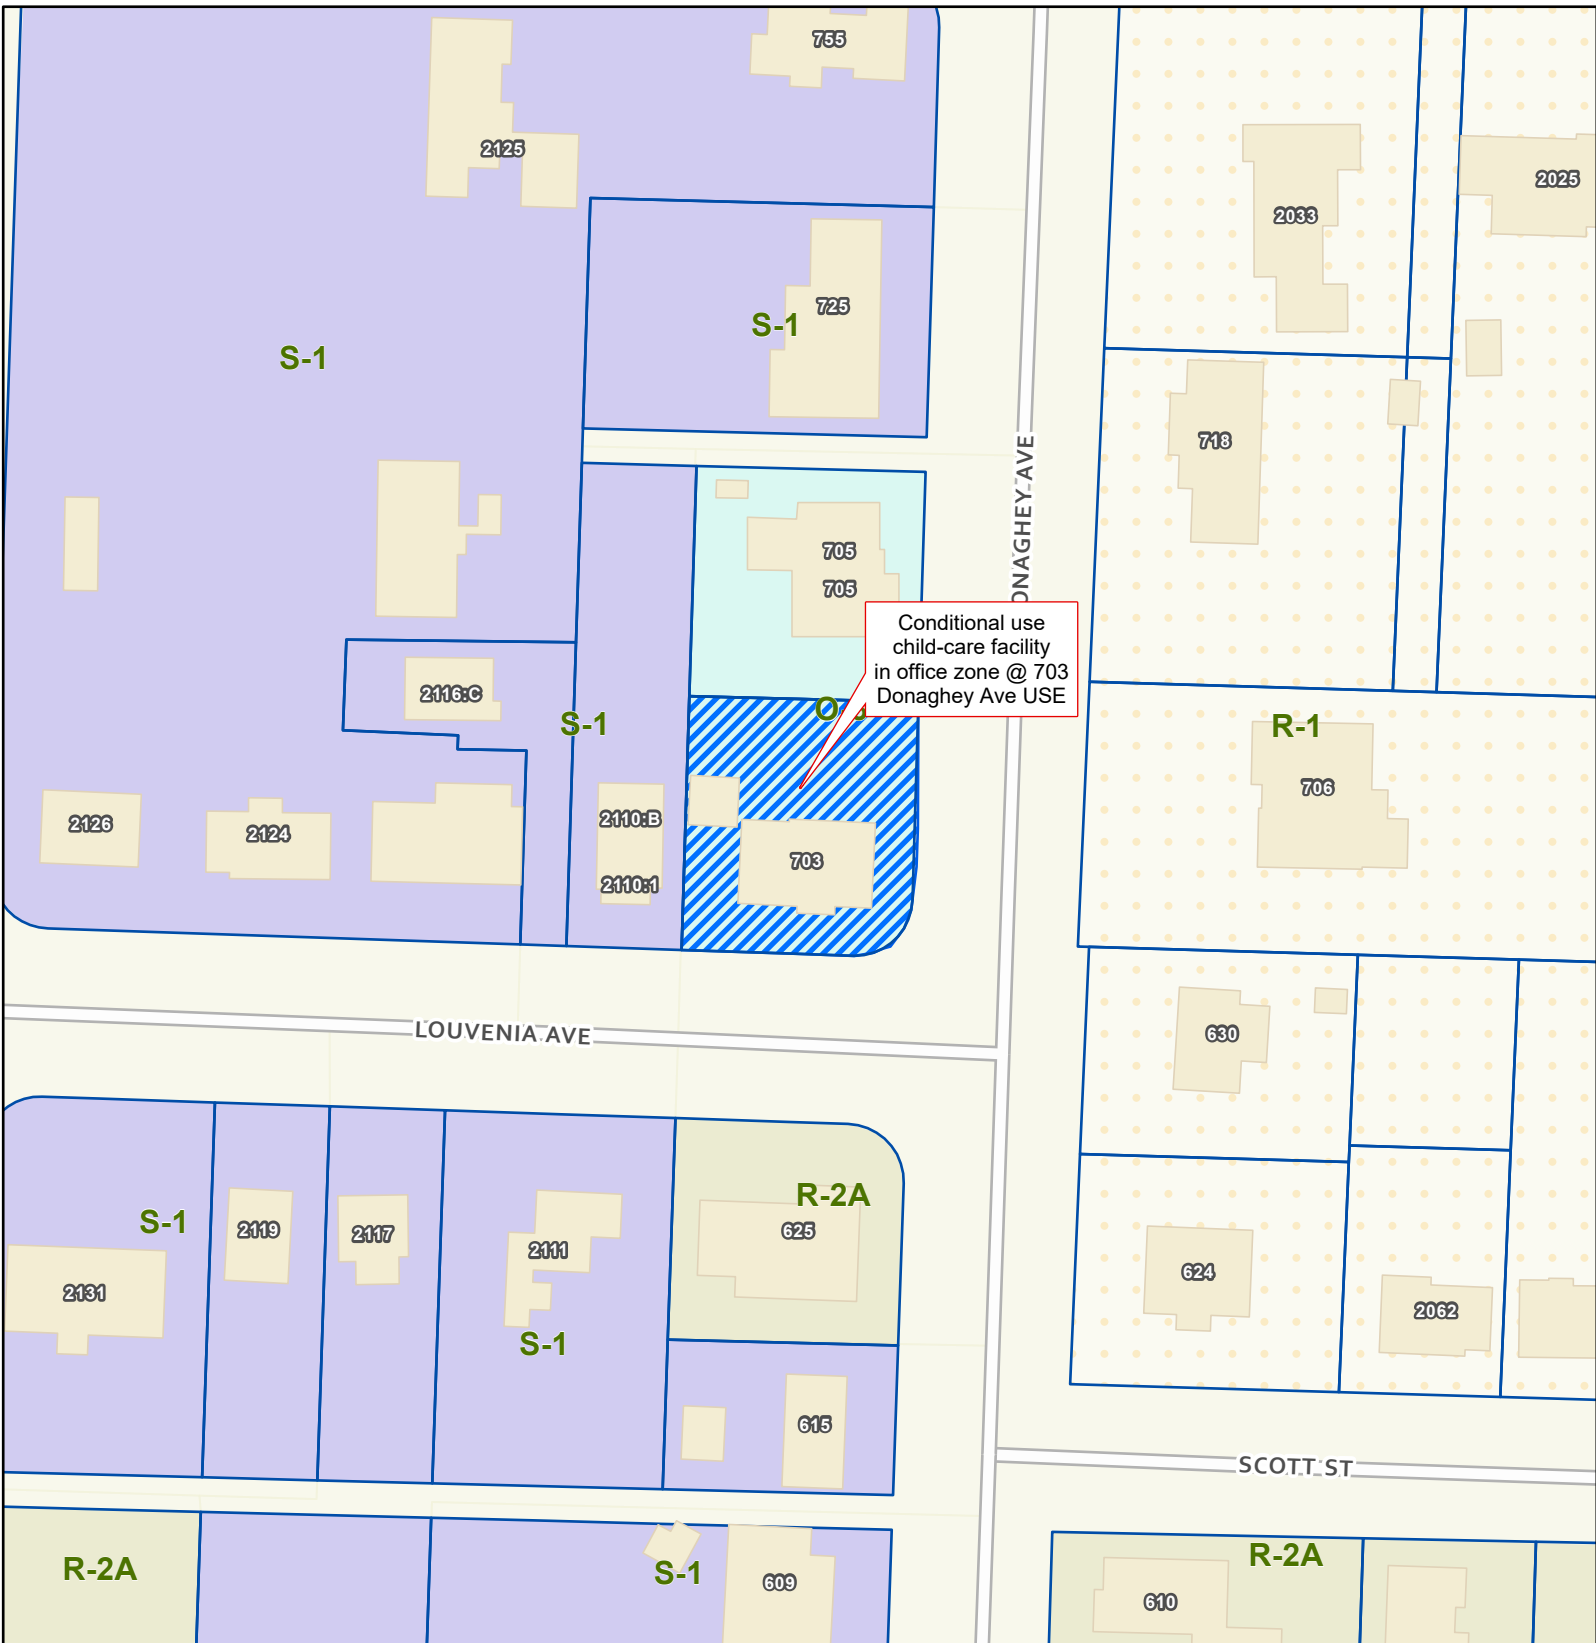 755
2125
2033
2025
S-1
S-1
725
718
DONAGHEY AVE
705
705
Conditional use
child-care facility
in office zone @ 703
Donaghey Ave USE
2116:C
S-1
R-1
706
2126
2124
2110:B
2110:1
703
LOUVENIA AVE
630
R-2A
625
S-1
2119
2117
2111
2131
S-1
624
2062
615
SCOTT ST
R-2A
S-1
609
R-2A
610